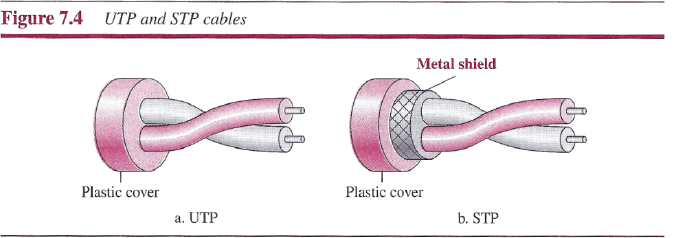 Figure 7.4 UTP and STP cables
Metal shield
Plastic cover
Plastic cover
a. UTP
b. STP